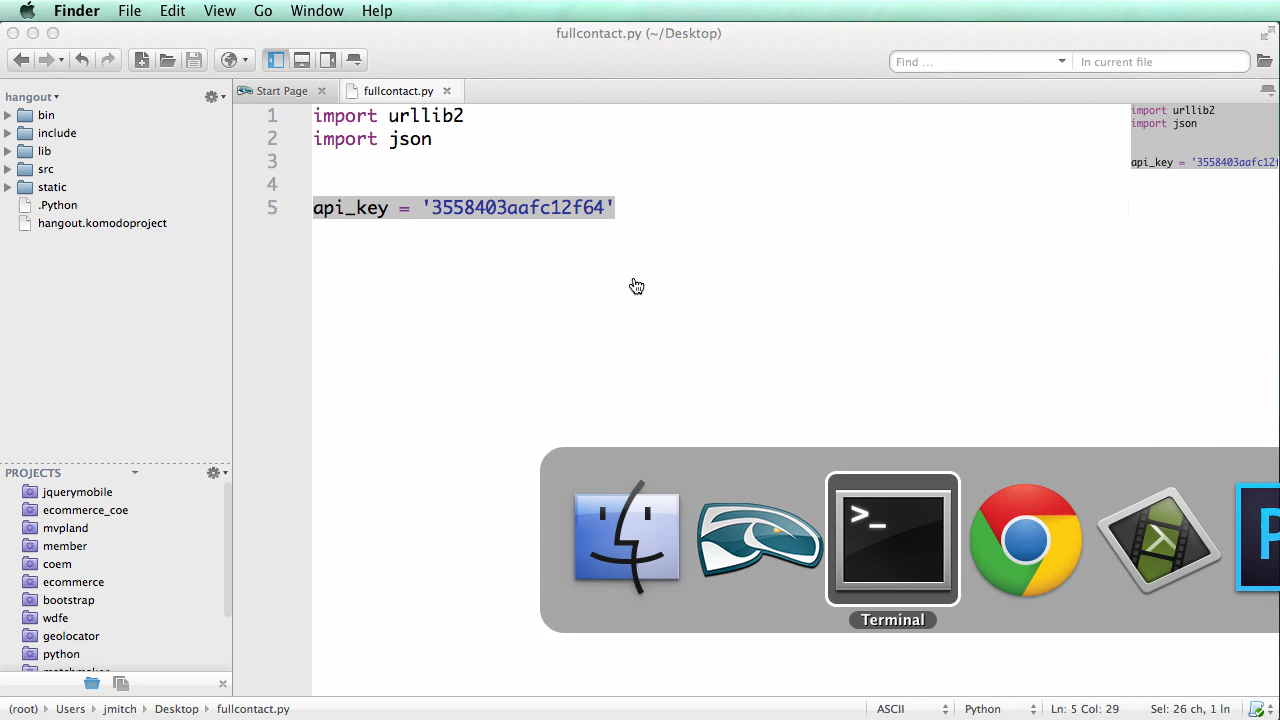 Finder File Edit View Go Window Help
fullcontact.py (~/Desktop)
Find ... In current file
hangout
Start Page fullcontact.py
bin
include
lib
src
static
.Python
hangout.komodoproject
1 import urllib2
2 import json
3
4
5 api_key = '3558403aafc12f64'
import urllib2
import json
api_key = '3558403aafc12f
PROJECTS
jquerymobile
ecommerce_coe
mvpland
member
coem
ecommerce
bootstrap
wdfe
geolocator
python
>_
P
Terminal
(root) Users jmitch Desktop fullcontact.py ASCII Python Ln: 5 Col: 29 Sel: 26 ch, 1 ln